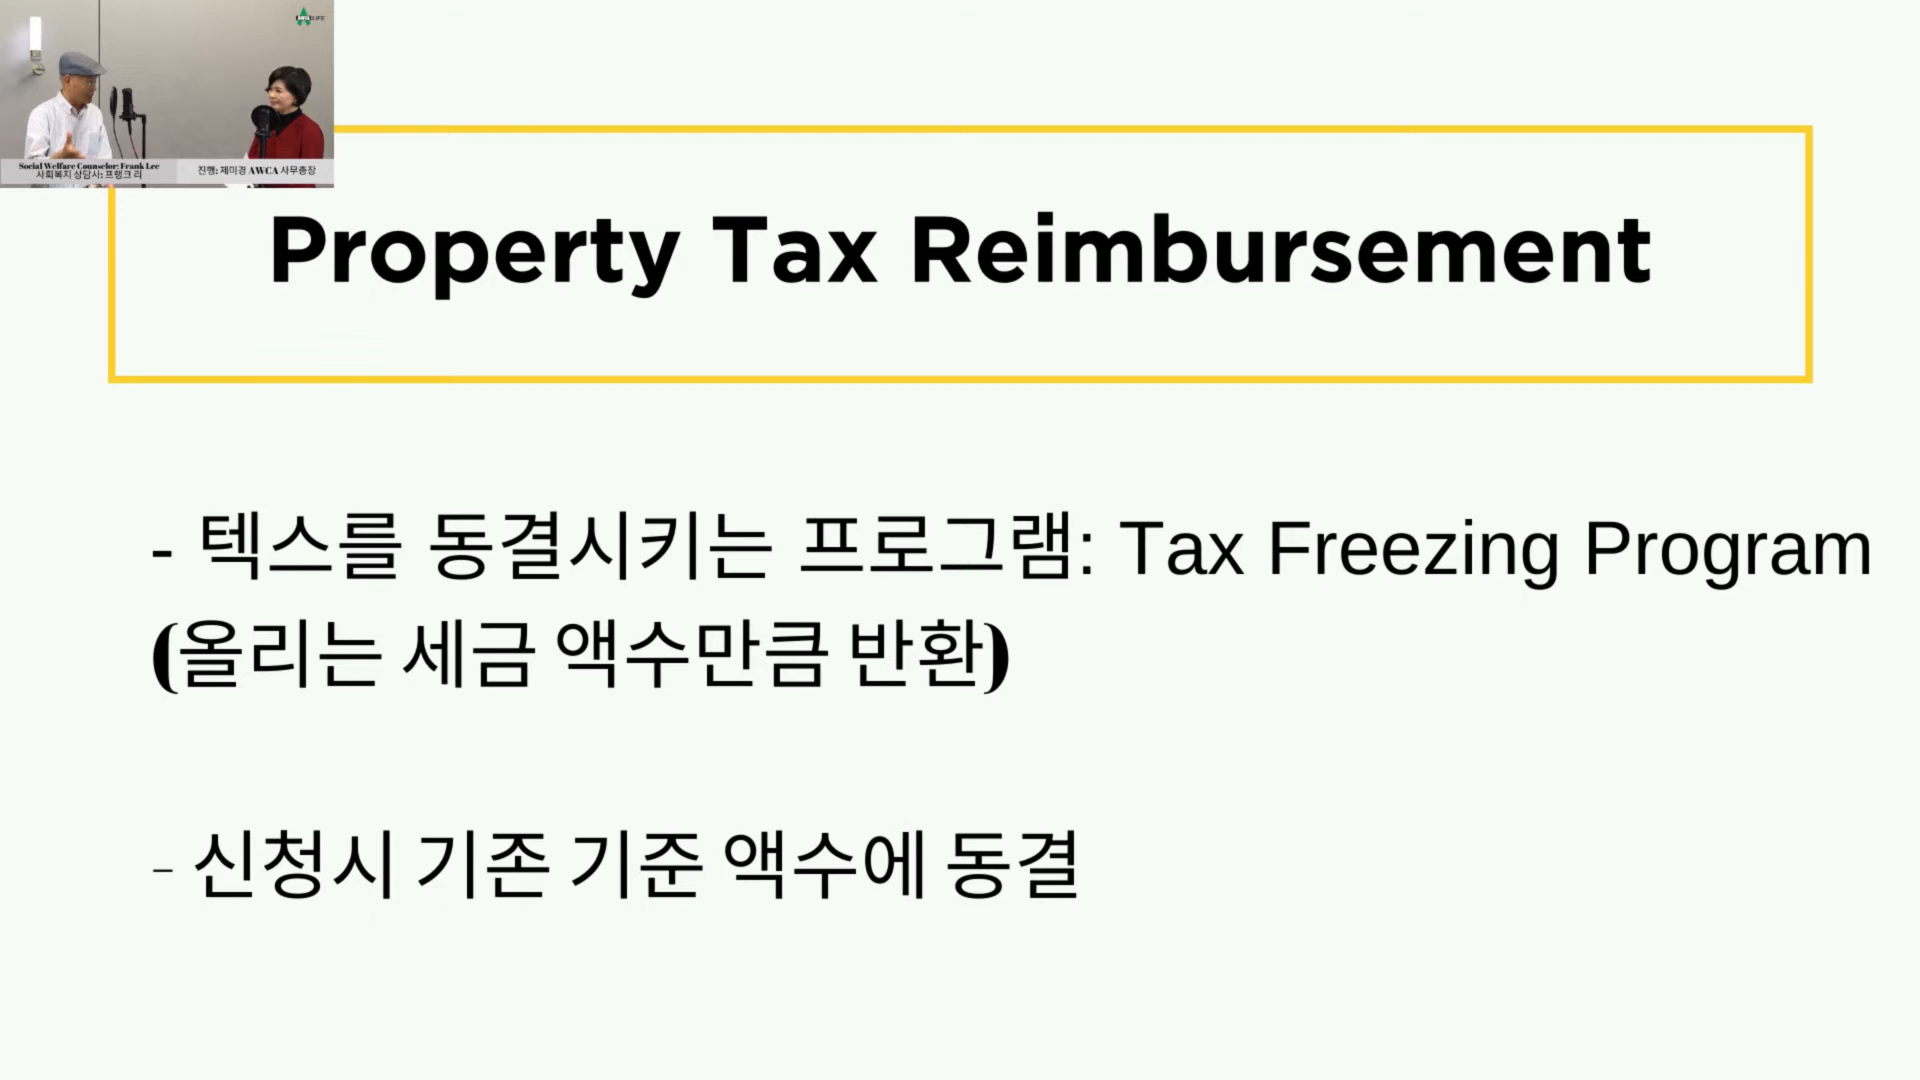 Social Welfare Counselor: Frank Lee
사회복지 상담사: 프랭크 리
진행: 제미경 AWCA 사무총장
Property Tax Reimbursement
- 텍스를 동결시키는 프로그램: Tax Freezing Program
(올리는 세금 액수만큼 반환)
- 신청시 기존 기준 액수에 동결